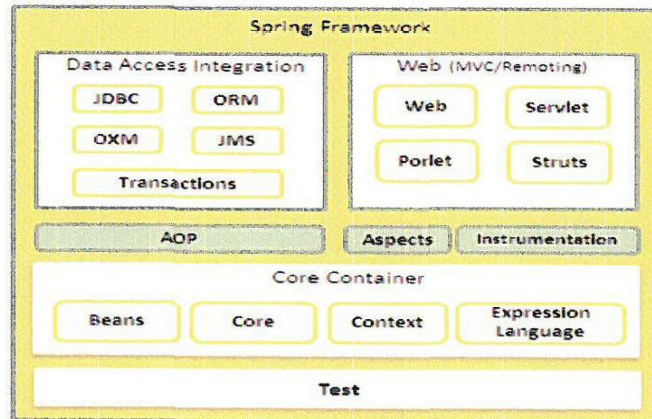 Spring Framework
Data Access Integration
JDBC
ORM
OXM
JMS
Transactions
Web (MVC/Remoting)
Web
Servlet
Porlet
Struts
AOP
Aspects
Instrumentation
Core Container
Beans
Core
Context
Expression
Language
Test